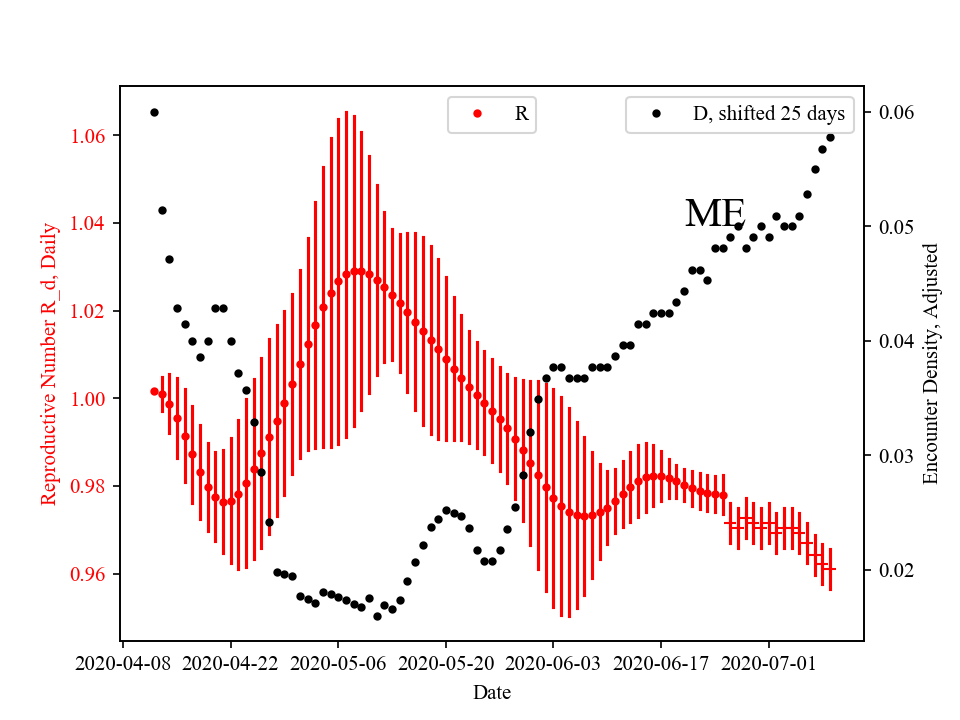 R
D, shifted 25 days
ME
1.06
1.04
1.02
1.00
0.98
0.96
Reproductive Number R_d, Daily
0.06
0.05
0.04
0.03
0.02
Encounter Density, Adjusted
2020-04-08 2020-04-22 2020-05-06 2020-05-20 2020-06-03 2020-06-17 2020-07-01
Date